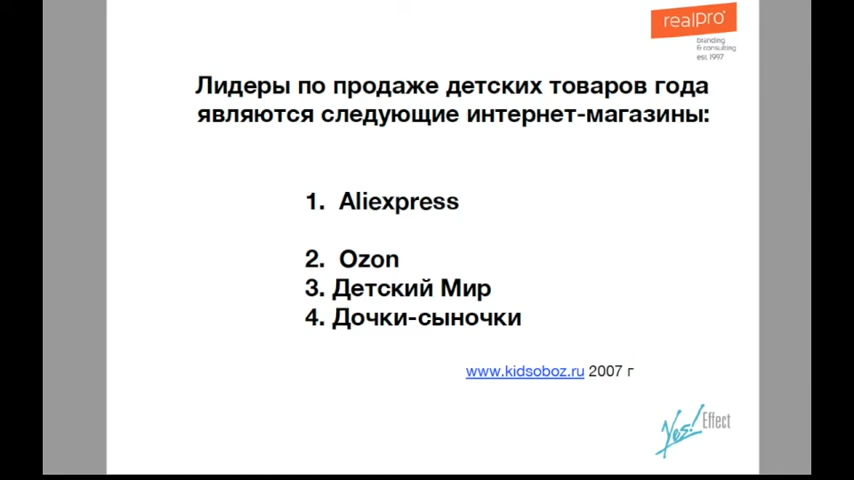 realpro
branding
& consulting
est. 1997
Лидеры по продаже детских товаров года
являются следующие интернет-магазины:
1. Aliexpress
2. Ozon
3. Детский Мир
4. Дочки-сыночки
www.kidsoboz.ru 2007 г
Yes! Effect